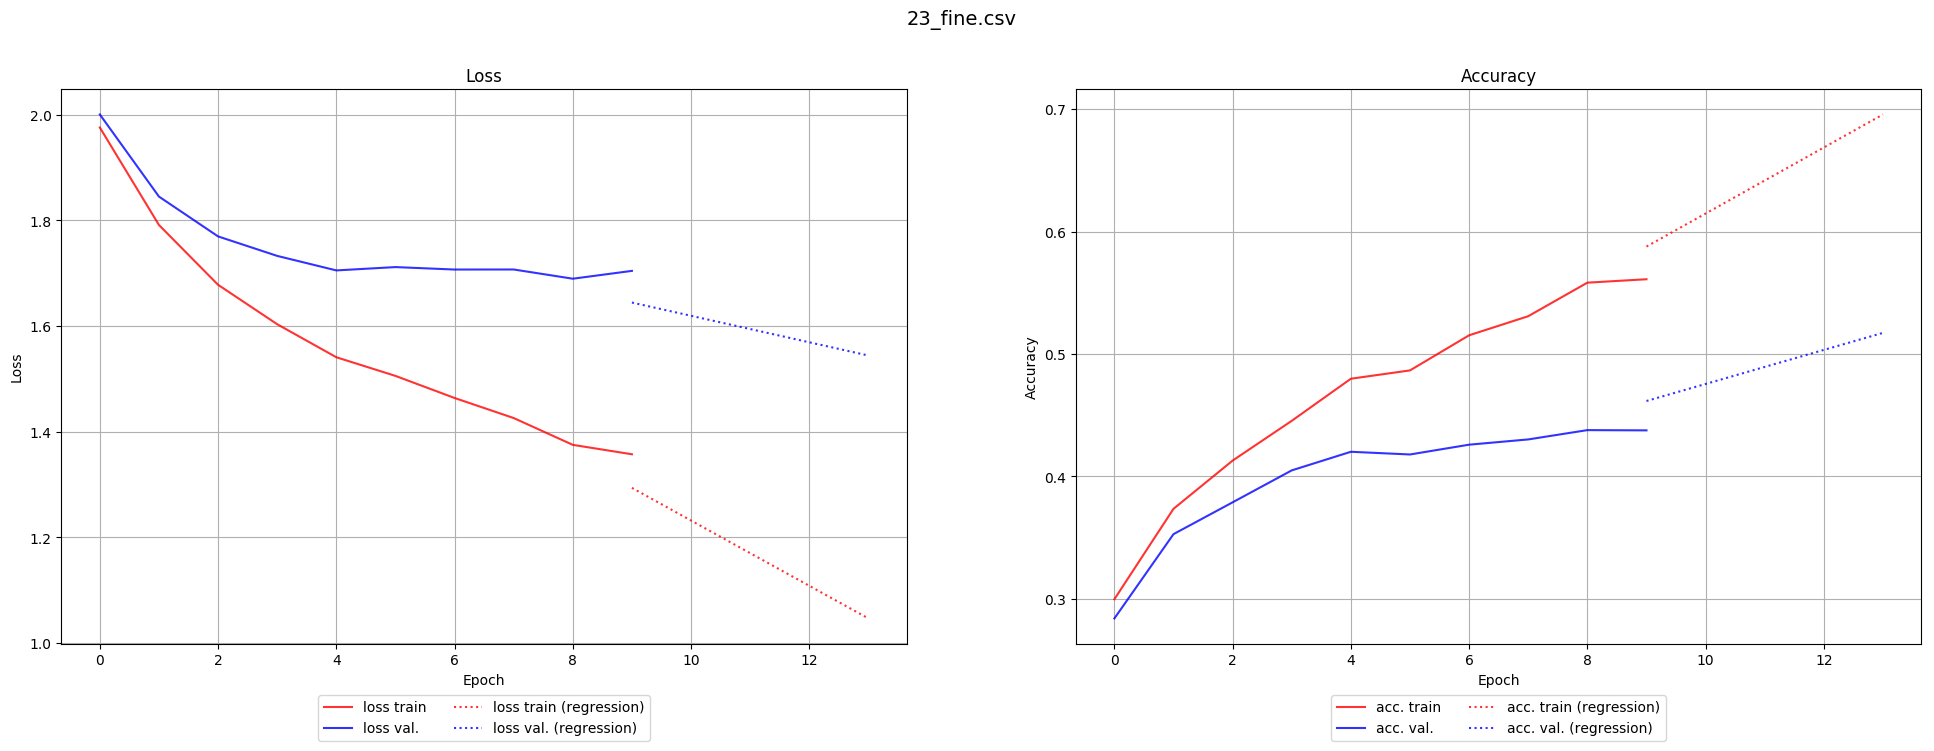 23_fine.csv
Loss
2.0
1.8
1.6
1.4
1.2
1.0
Loss
0 2 4 6 8 10 12
Epoch
loss train loss train (regression)
loss val. loss val. (regression)
Accuracy
0.7
0.6
0.5
0.4
0.3
Accuracy
0 2 4 6 8 10 12
Epoch
acc. train acc. train (regression)
acc. val. acc. val. (regression)